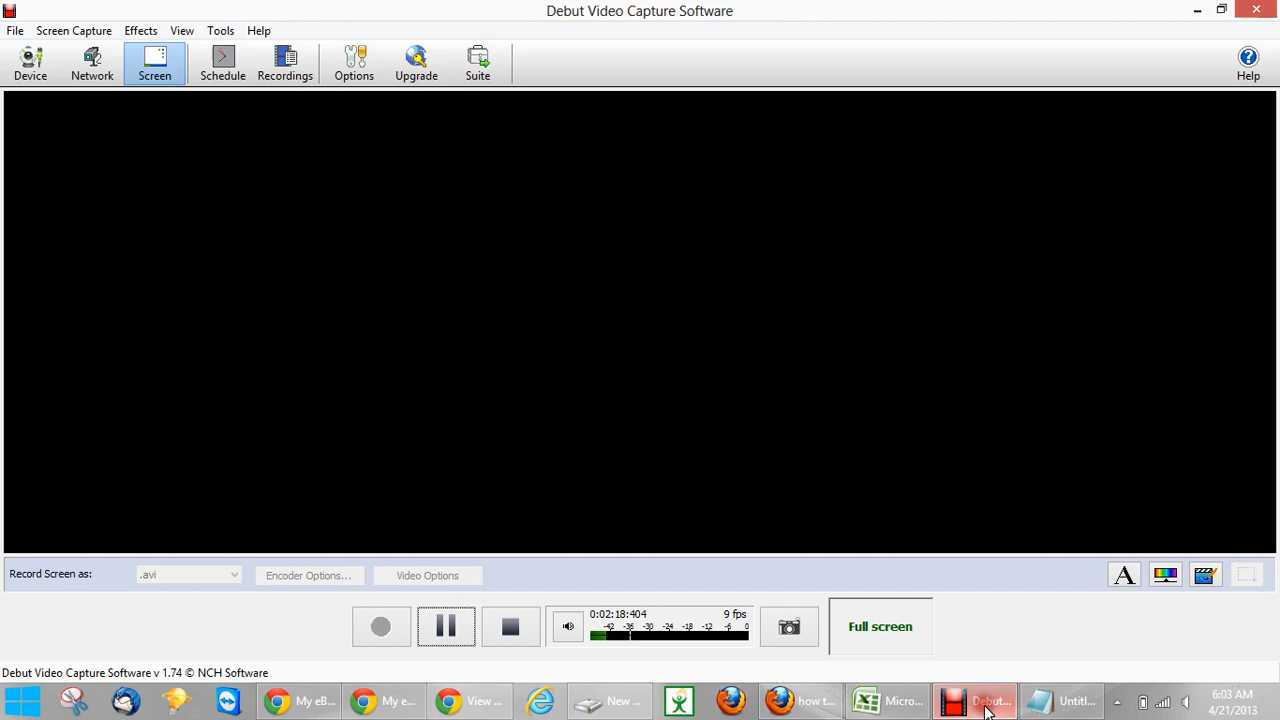 Debut Video Capture Software
File Screen Capture Effects View Tools Help
Device Network Screen Schedule Recordings Options Upgrade Suite Help
Record Screen as: .avi Encoder Options... Video Options A
0:02:18:404 9 fps
-42 -36 -30 -24 -18 -12 -6 0
Full screen
Debut Video Capture Software v 1.74 © NCH Software
My eB... My e... View ... New ... how t... Micro... Debut... Untitl...
6:03 AM
4/21/2013